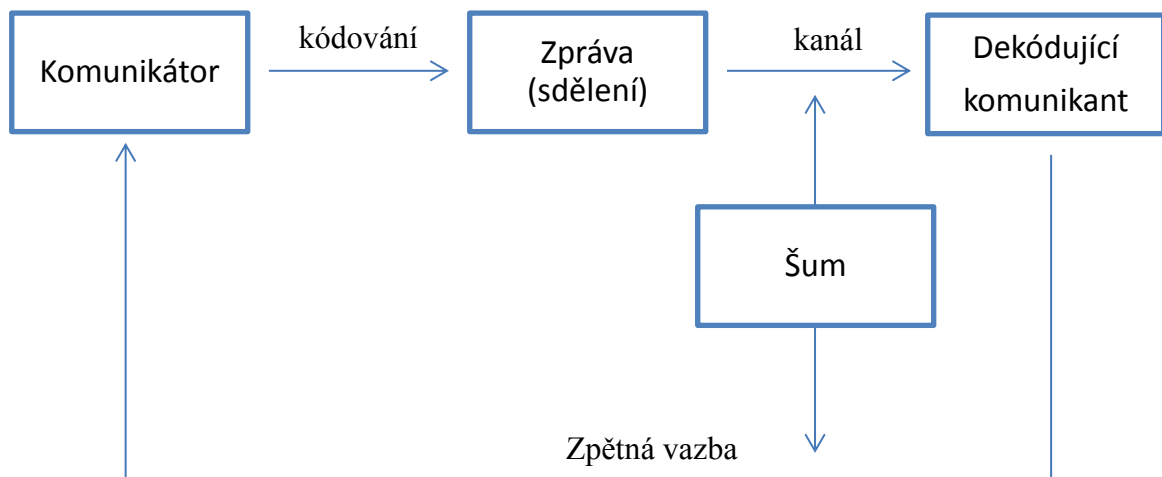 Komunikátor
kódování
Zpráva
(sdělení)
kanál
Dekódující
komunikant
Šum
Zpětná vazba